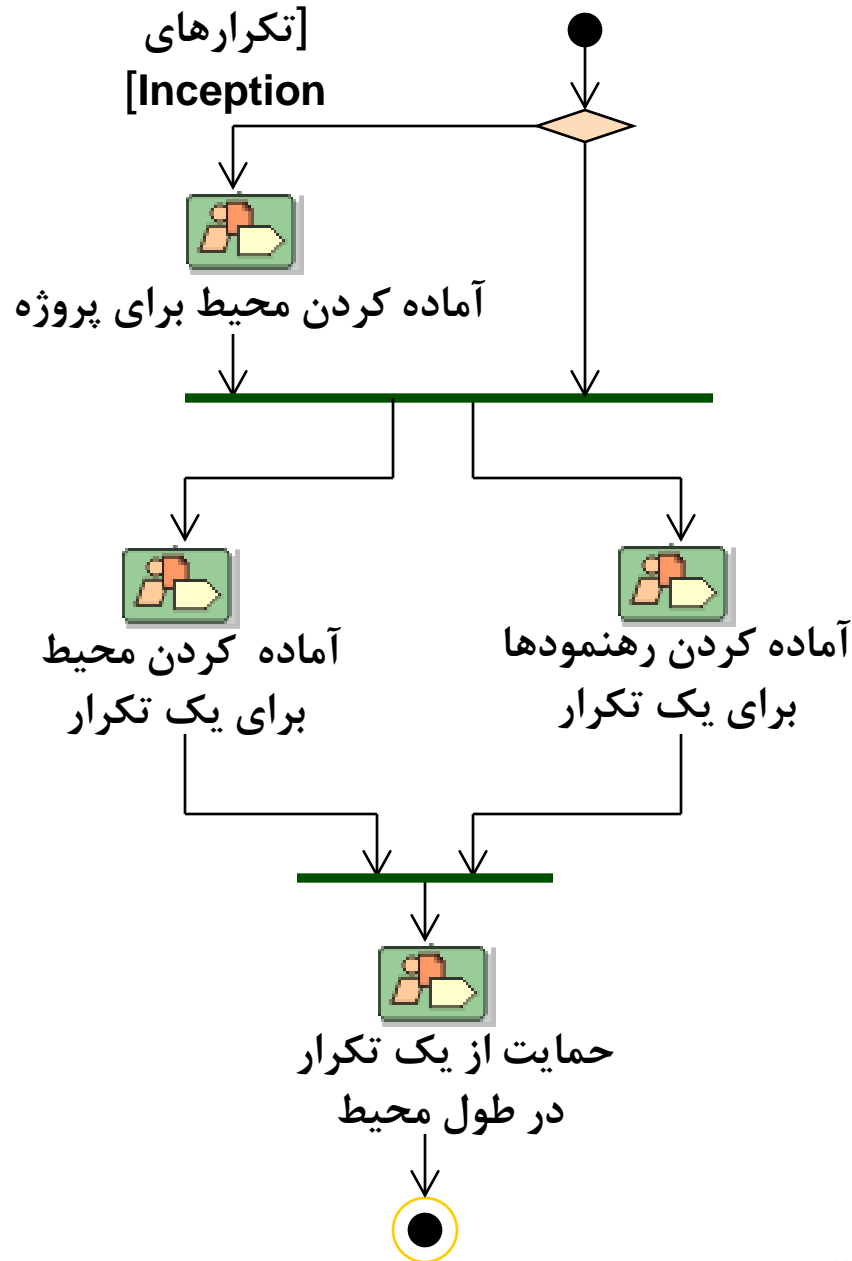 [تکرارهای
Inception]
آماده کردن محیط برای پروژه
آماده کردن محیط
برای یک تکرار
آماده کردن رهنمودها
برای یک تکرار
حمایت از یک تکرار
در طول محیط